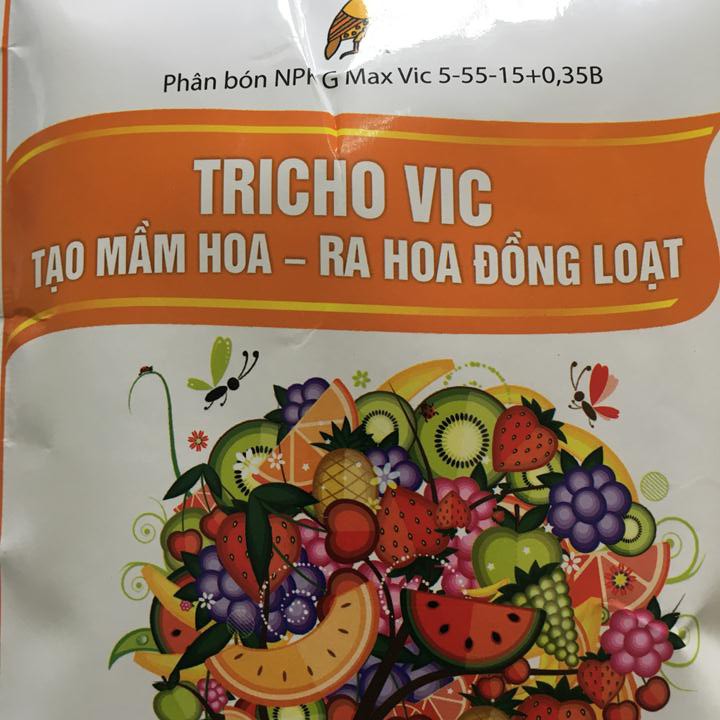 Phân bón NPK G Max Vic 5-55-15+0,35B
TRICHO VIC
TẠO MẦM HOA – RA HOA ĐỒNG LOẠT